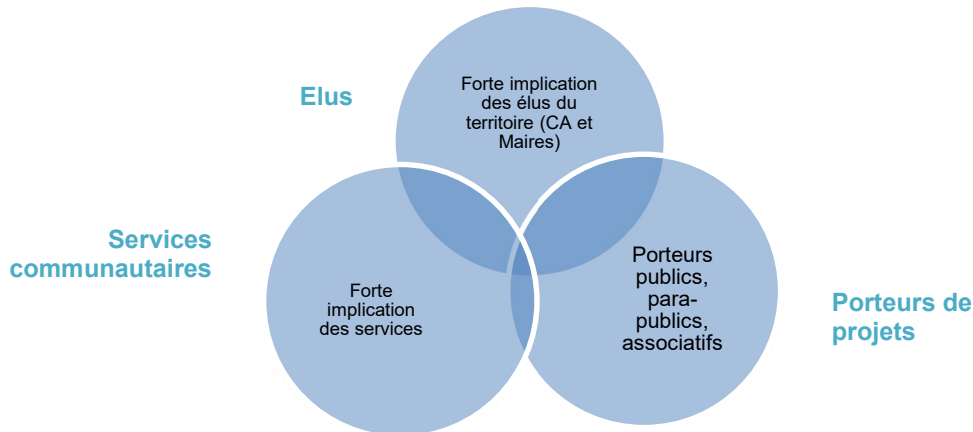 Elus
Forte implication
des élus du
territoire (CA et
Maires)
Services
communautaires
Forte
implication
des services
Porteurs
publics,
para-
publics,
associatifs
Porteurs de
projets